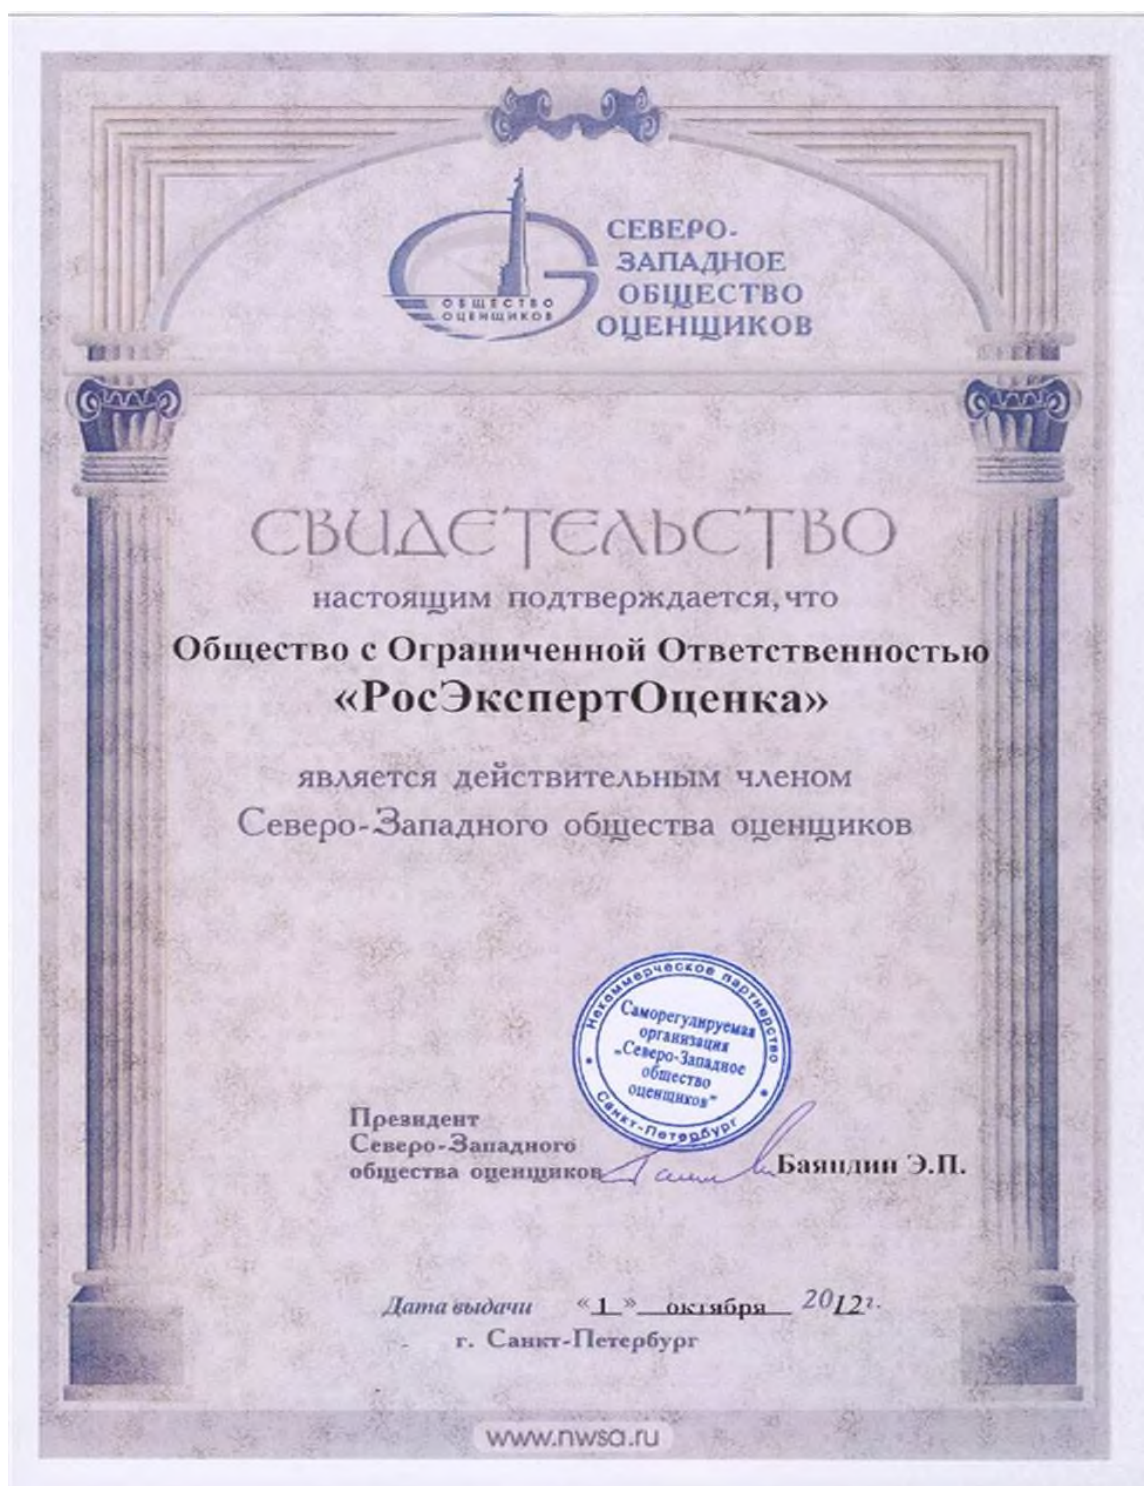 СЕВЕРО-
ЗАПАДНОЕ
ОБЩЕСТВО
ОЦЕНЩИКОВ
ОБЩЕСТВО
ОЦЕНЩИКОВ
СВИДЕТЕЛЬСТВО
настоящим подтверждается, что
Общество с Ограниченной Ответственностью
«РосЭкспертОценка»
является действительным членом
Северо-Западного общества оценщиков
Некоммерческое партнерство
Саморегулируемая
организация
„Северо-Западное
общество
оценщиков"
Санкт-Петербург
Президент
Северо-Западного
общества оценщиков
Баяндин Э.П.
Дата выдачи «1» октября 2012г.
г. Санкт-Петербург
www.nwsa.ru